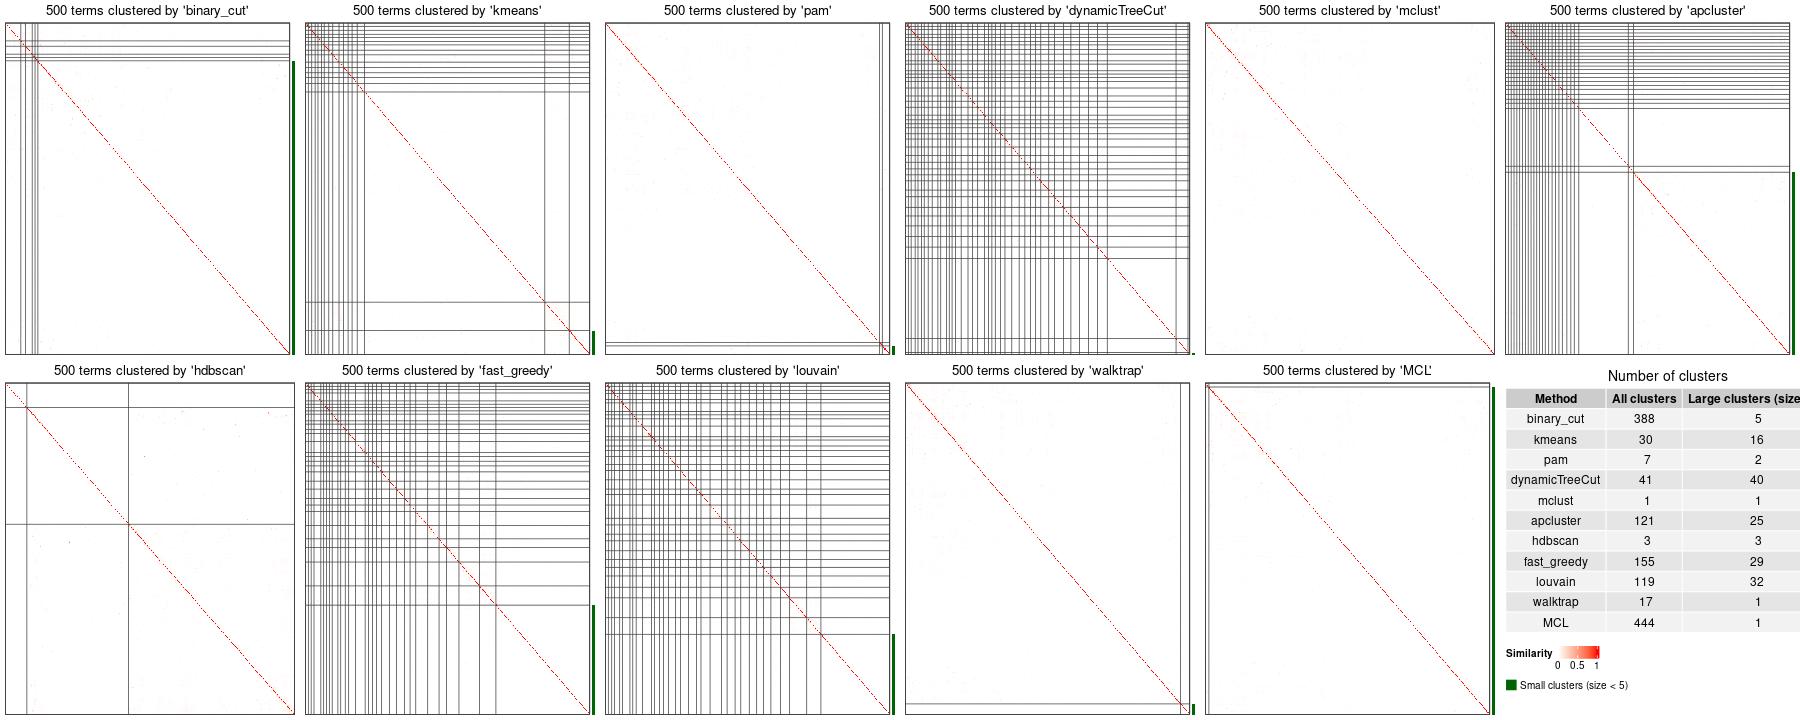 500 terms clustered by 'binary_cut'
500 terms clustered by 'kmeans'
500 terms clustered by 'pam'
500 terms clustered by 'dynamicTreeCut'
500 terms clustered by 'mclust'
500 terms clustered by 'apcluster'
500 terms clustered by 'hdbscan'
500 terms clustered by 'fast_greedy'
500 terms clustered by 'louvain'
500 terms clustered by 'walktrap'
500 terms clustered by 'MCL'
Number of clusters
Method All clusters Large clusters (size
binary_cut 388 5
kmeans 30 16
pam 7 2
dynamicTreeCut 41 40
mclust 1 1
apcluster 121 25
hdbscan 3 3
fast_greedy 155 29
louvain 119 32
walktrap 17 1
MCL 444 1
Similarity
0 0.5 1
Small clusters (size < 5)